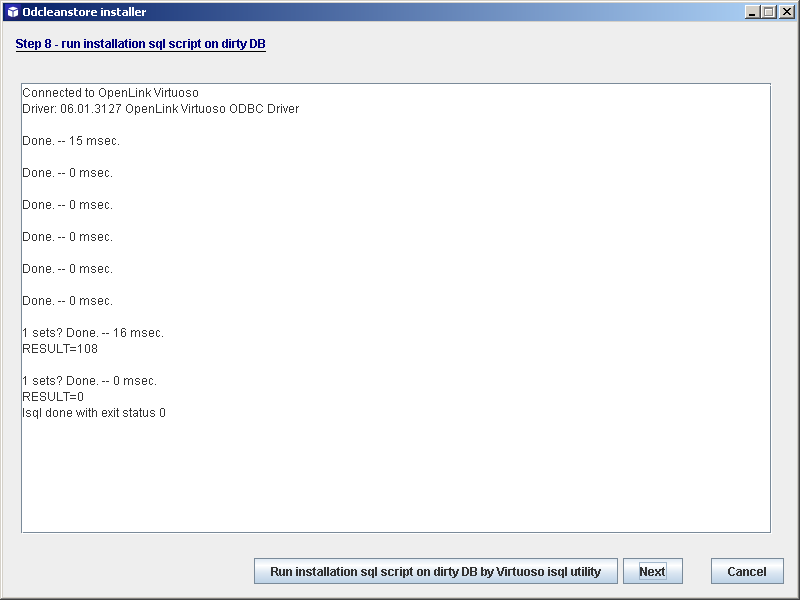 Odcleanstore installer
Step 8 - run installation sql script on dirty DB
Connected to OpenLink Virtuoso
Driver: 06.01.3127 OpenLink Virtuoso ODBC Driver
Done. -- 15 msec.
Done. -- 0 msec.
Done. -- 0 msec.
Done. -- 0 msec.
Done. -- 0 msec.
Done. -- 0 msec.
1 sets? Done. -- 16 msec.
RESULT=108
1 sets? Done. -- 0 msec.
RESULT=0
Isql done with exit status 0
Run installation sql script on dirty DB by Virtuoso isql utility
Next
Cancel